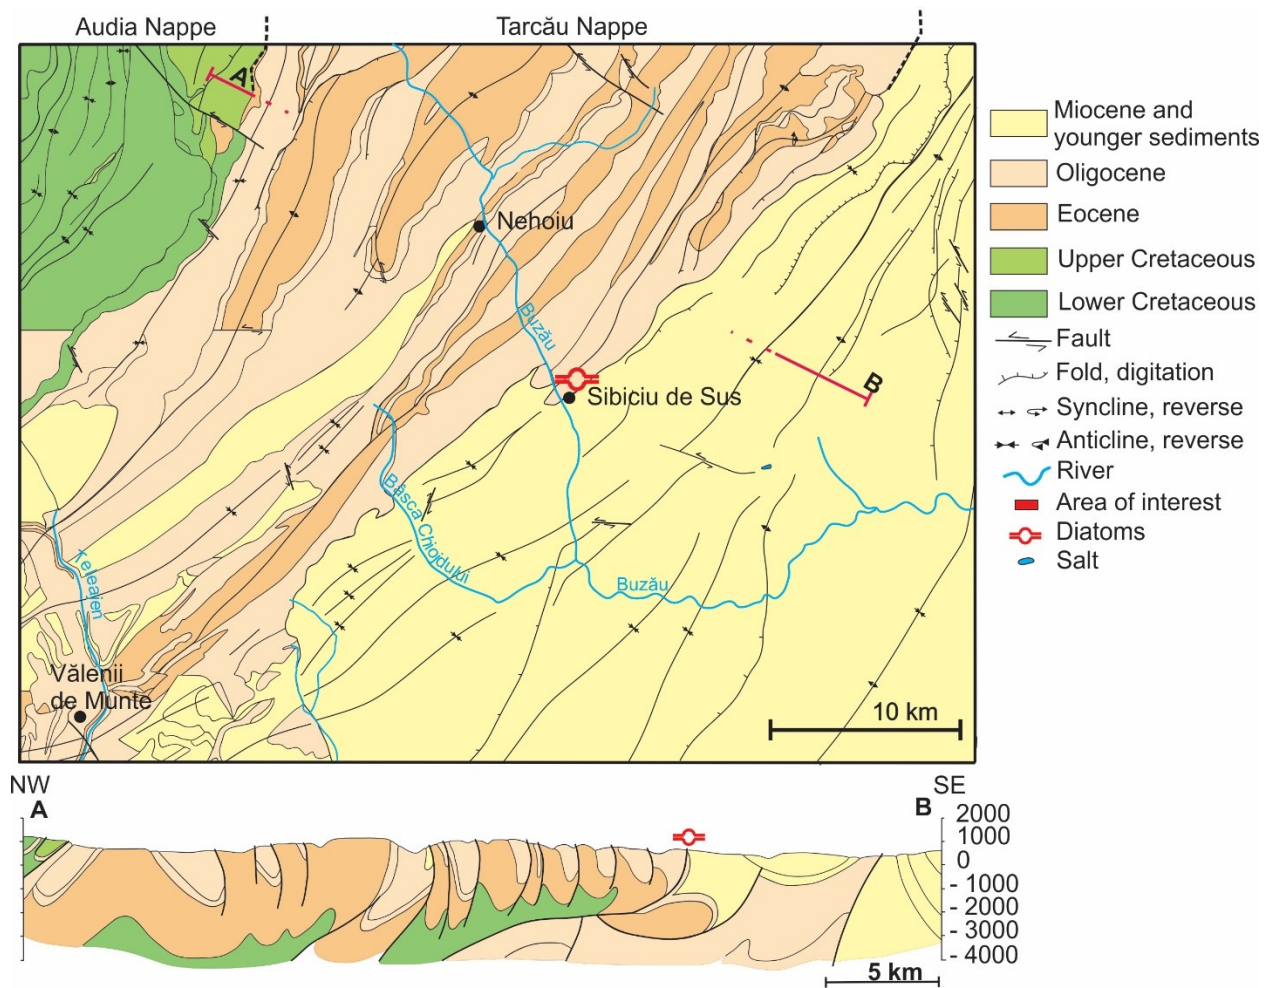 Audia Nappe
Tarcău Nappe
A
Nehoiu
Buzău
B
Sibiciu de Sus
Bâsca Chiojdului
Buzău
Teleajen
Vălenii
de Munte
10 km
Miocene and
younger sediments
Oligocene
Eocene
Upper Cretaceous
Lower Cretaceous
Fault
Fold, digitation
Syncline, reverse
Anticline, reverse
River
Area of interest
Diatoms
Salt
NW
SE
A
B
2000
1000
0
- 1000
- 2000
- 3000
- 4000
5 km